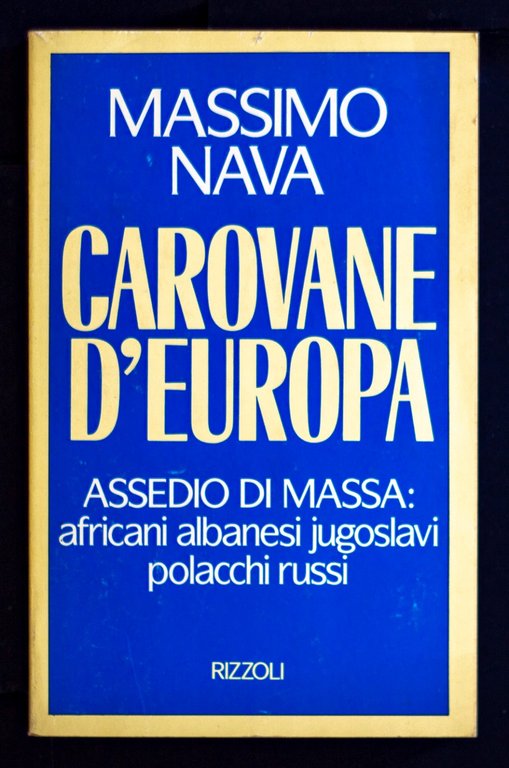 MASSIMO
NAVA
CAROVANE
D'EUROPA
ASSEDIO DI MASSA:
africani albanesi jugoslavi
polacchi russi
RIZZOLI